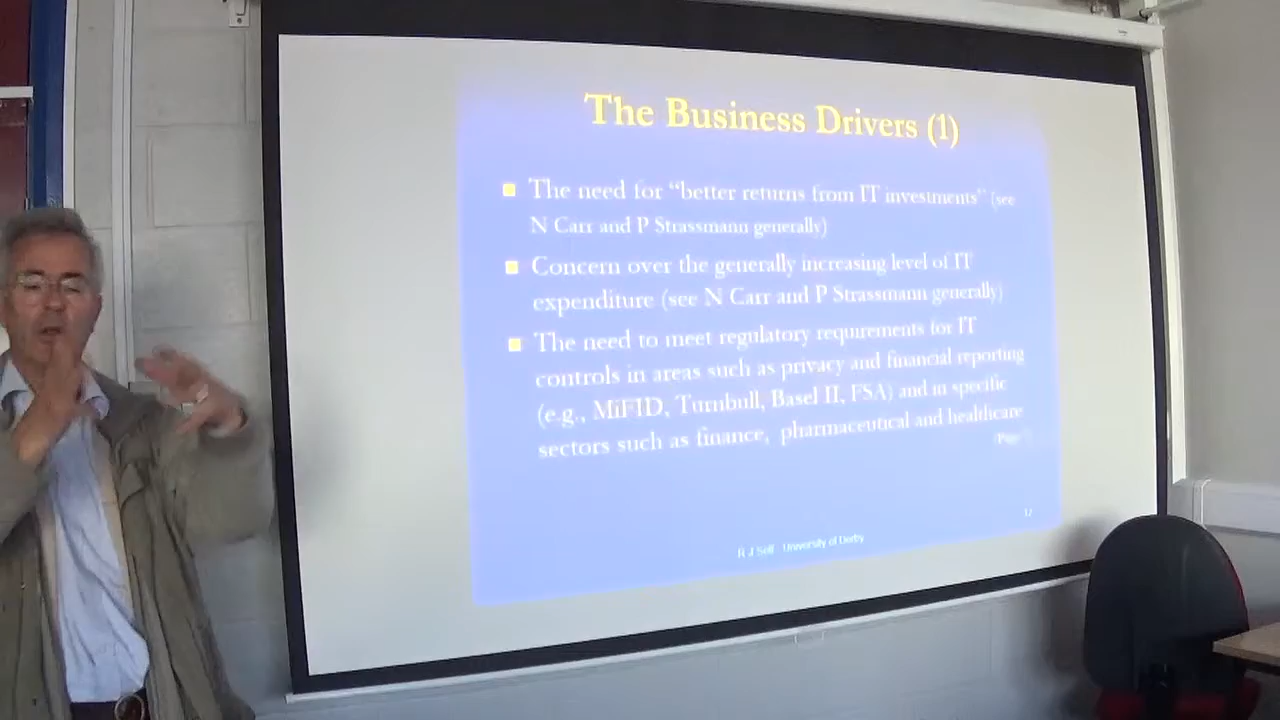 The Business Drivers (1)
The need for “better returns from IT investments” (see
N Carr and P Strassmann generally)
Concern over the generally increasing level of IT
expenditure (see N Carr and P Strassmann generally)
The need to meet regulatory requirements for IT
controls in areas such as privacy and financial reporting
(e.g., MiFID, Turnbull, Basel II, FSA) and in specific
sectors such as finance, pharmaceutical and healthcare
12
R J Self - University of Derby